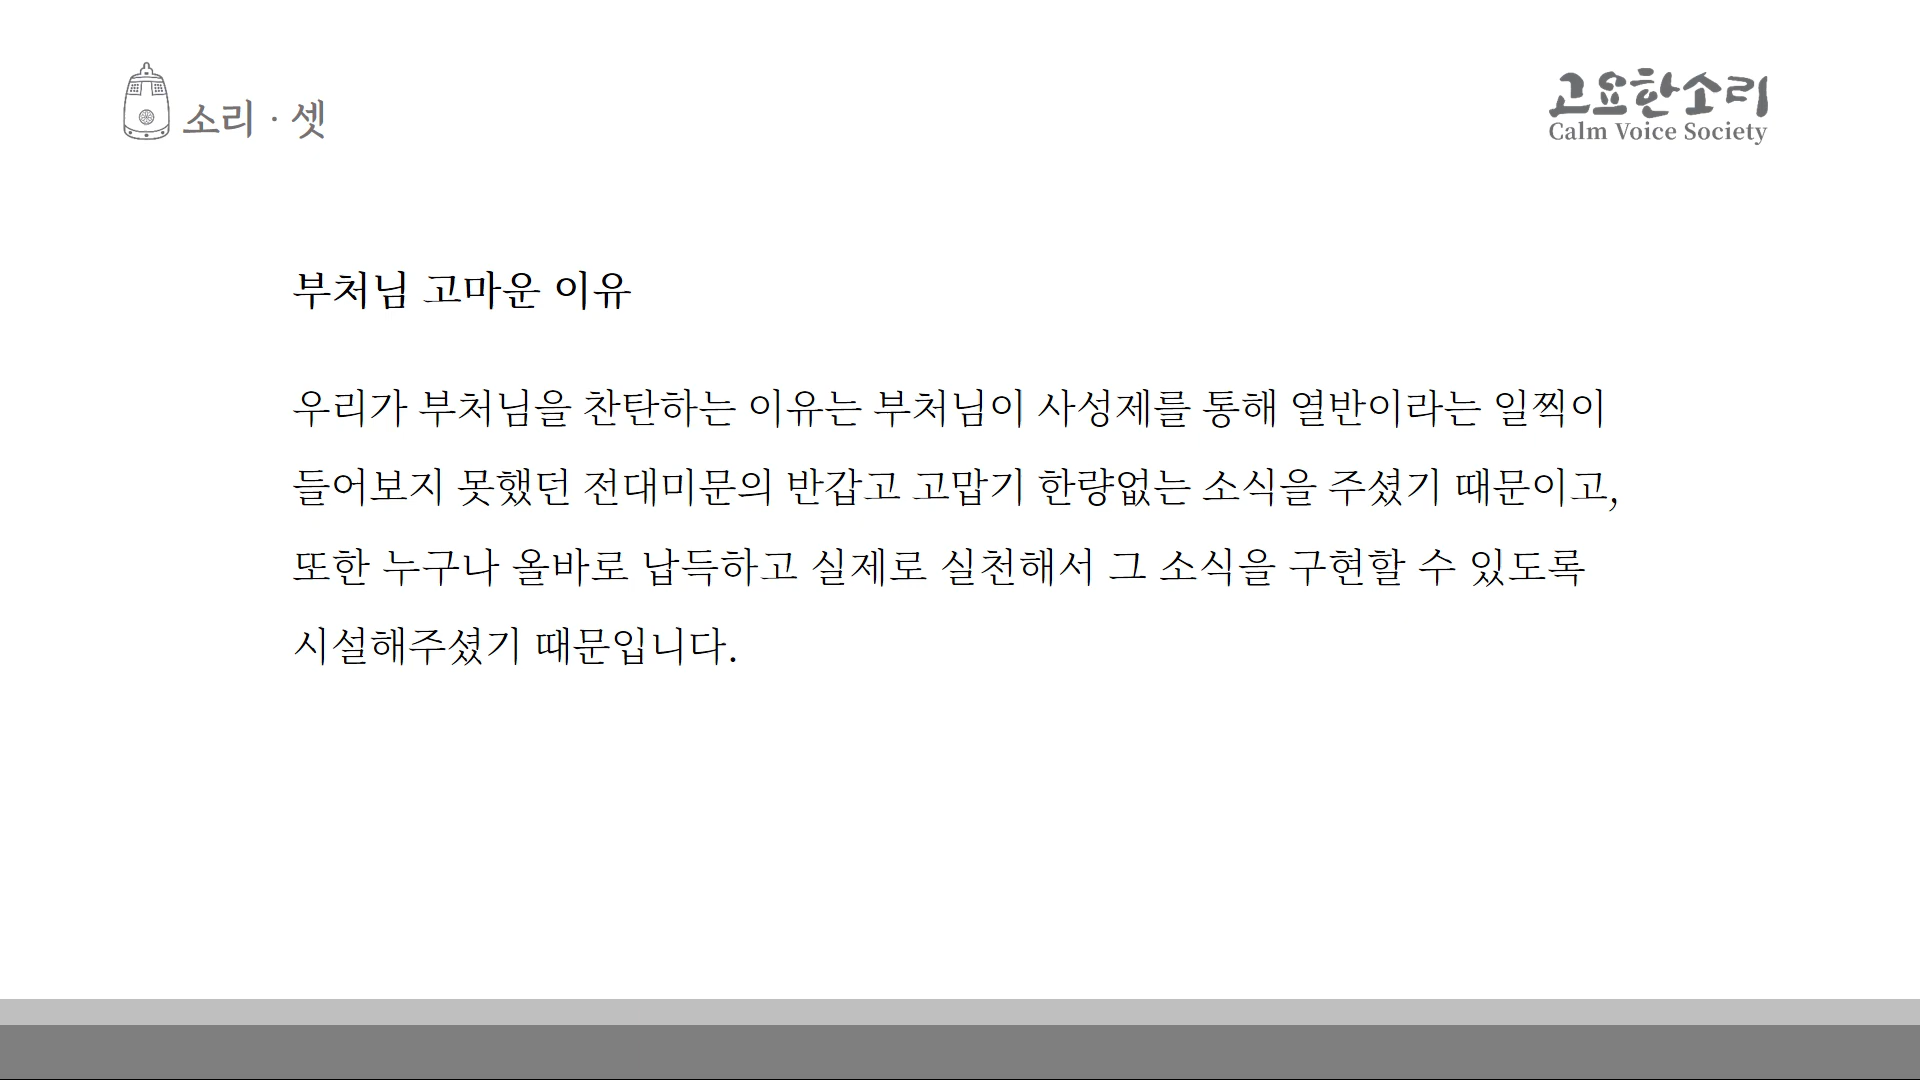 소리 · 셋
고요한소리
Calm Voice Society
부처님 고마운 이유
우리가 부처님을 찬탄하는 이유는 부처님이 사성제를 통해 열반이라는 일찍이
들어보지 못했던 전대미문의 반갑고 고맙기 한량없는 소식을 주셨기 때문이고,
또한 누구나 올바로 납득하고 실제로 실천해서 그 소식을 구현할 수 있도록
시설해주셨기 때문입니다.